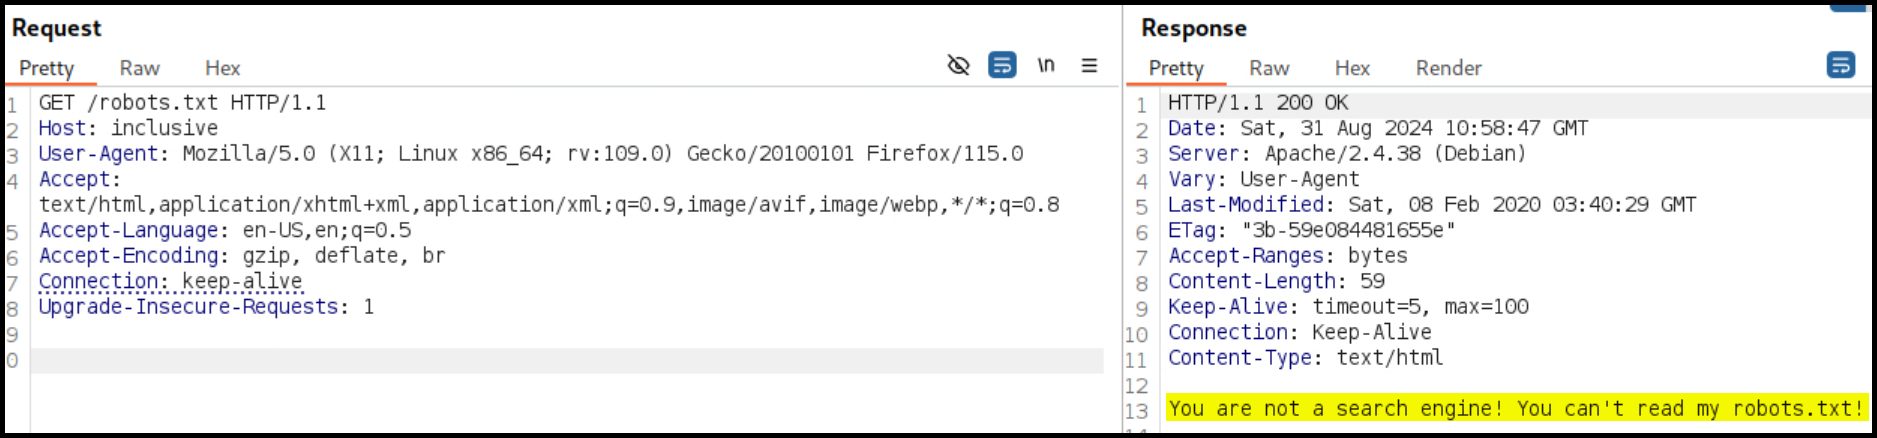 Request
Pretty Raw Hex \n
1 GET /robots.txt HTTP/1.1
2 Host: inclusive
3 User-Agent: Mozilla/5.0 (X11; Linux x86_64; rv:109.0) Gecko/20100101 Firefox/115.0
4 Accept:
text/html,application/xhtml+xml,application/xml;q=0.9,image/avif,image/webp,*/*;q=0.8
5 Accept-Language: en-US,en;q=0.5
6 Accept-Encoding: gzip, deflate, br
7 Connection: keep-alive
8 Upgrade-Insecure-Requests: 1
9
0
Response
Pretty Raw Hex Render
1 HTTP/1.1 200 OK
2 Date: Sat, 31 Aug 2024 10:58:47 GMT
3 Server: Apache/2.4.38 (Debian)
4 Vary: User-Agent
5 Last-Modified: Sat, 08 Feb 2020 03:40:29 GMT
6 ETag: "3b-59e084481655e"
7 Accept-Ranges: bytes
8 Content-Length: 59
9 Keep-Alive: timeout=5, max=100
10 Connection: Keep-Alive
11 Content-Type: text/html
12
13 You are not a search engine! You can't read my robots.txt!